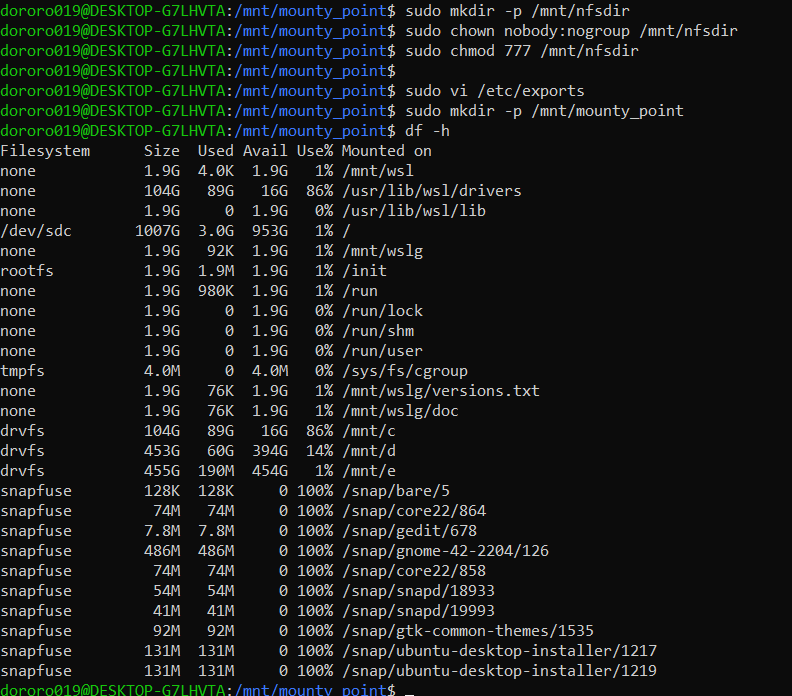 dororo019@DESKTOP-G7LHVTA:/mnt/mounty_point$ sudo mkdir -p /mnt/nfsdir
dororo019@DESKTOP-G7LHVTA:/mnt/mounty_point$ sudo chown nobody:nogroup /mnt/nfsdir
dororo019@DESKTOP-G7LHVTA:/mnt/mounty_point$ sudo chmod 777 /mnt/nfsdir
dororo019@DESKTOP-G7LHVTA:/mnt/mounty_point$
dororo019@DESKTOP-G7LHVTA:/mnt/mounty_point$ sudo vi /etc/exports
dororo019@DESKTOP-G7LHVTA:/mnt/mounty_point$ sudo mkdir -p /mnt/mounty_point
dororo019@DESKTOP-G7LHVTA:/mnt/mounty_point$ df -h
Filesystem      Size  Used Avail Use% Mounted on
none            1.9G  4.0K  1.9G   1% /mnt/wsl
none            104G   89G   16G  86% /usr/lib/wsl/drivers
none            1.9G     0  1.9G   0% /usr/lib/wsl/lib
/dev/sdc       1007G  3.0G  953G   1% /
none            1.9G   92K  1.9G   1% /mnt/wslg
rootfs          1.9G  1.9M  1.9G   1% /init
none            1.9G  980K  1.9G   1% /run
none            1.9G     0  1.9G   0% /run/lock
none            1.9G     0  1.9G   0% /run/shm
none            1.9G     0  1.9G   0% /run/user
tmpfs           4.0M     0  4.0M   0% /sys/fs/cgroup
none            1.9G   76K  1.9G   1% /mnt/wslg/versions.txt
none            1.9G   76K  1.9G   1% /mnt/wslg/doc
drvfs           104G   89G   16G  86% /mnt/c
drvfs           453G   60G  394G  14% /mnt/d
drvfs           455G  190M  454G   1% /mnt/e
snapfuse        128K  128K     0 100% /snap/bare/5
snapfuse         74M   74M     0 100% /snap/core22/864
snapfuse        7.8M  7.8M     0 100% /snap/gedit/678
snapfuse        486M  486M     0 100% /snap/gnome-42-2204/126
snapfuse         74M   74M     0 100% /snap/core22/858
snapfuse         54M   54M     0 100% /snap/snapd/18933
snapfuse         41M   41M     0 100% /snap/snapd/19993
snapfuse         92M   92M     0 100% /snap/gtk-common-themes/1535
snapfuse        131M  131M     0 100% /snap/ubuntu-desktop-installer/1217
snapfuse        131M  131M     0 100% /snap/ubuntu-desktop-installer/1219
dororo019@DESKTOP-G7LHVTA:/mnt/mounty_point$